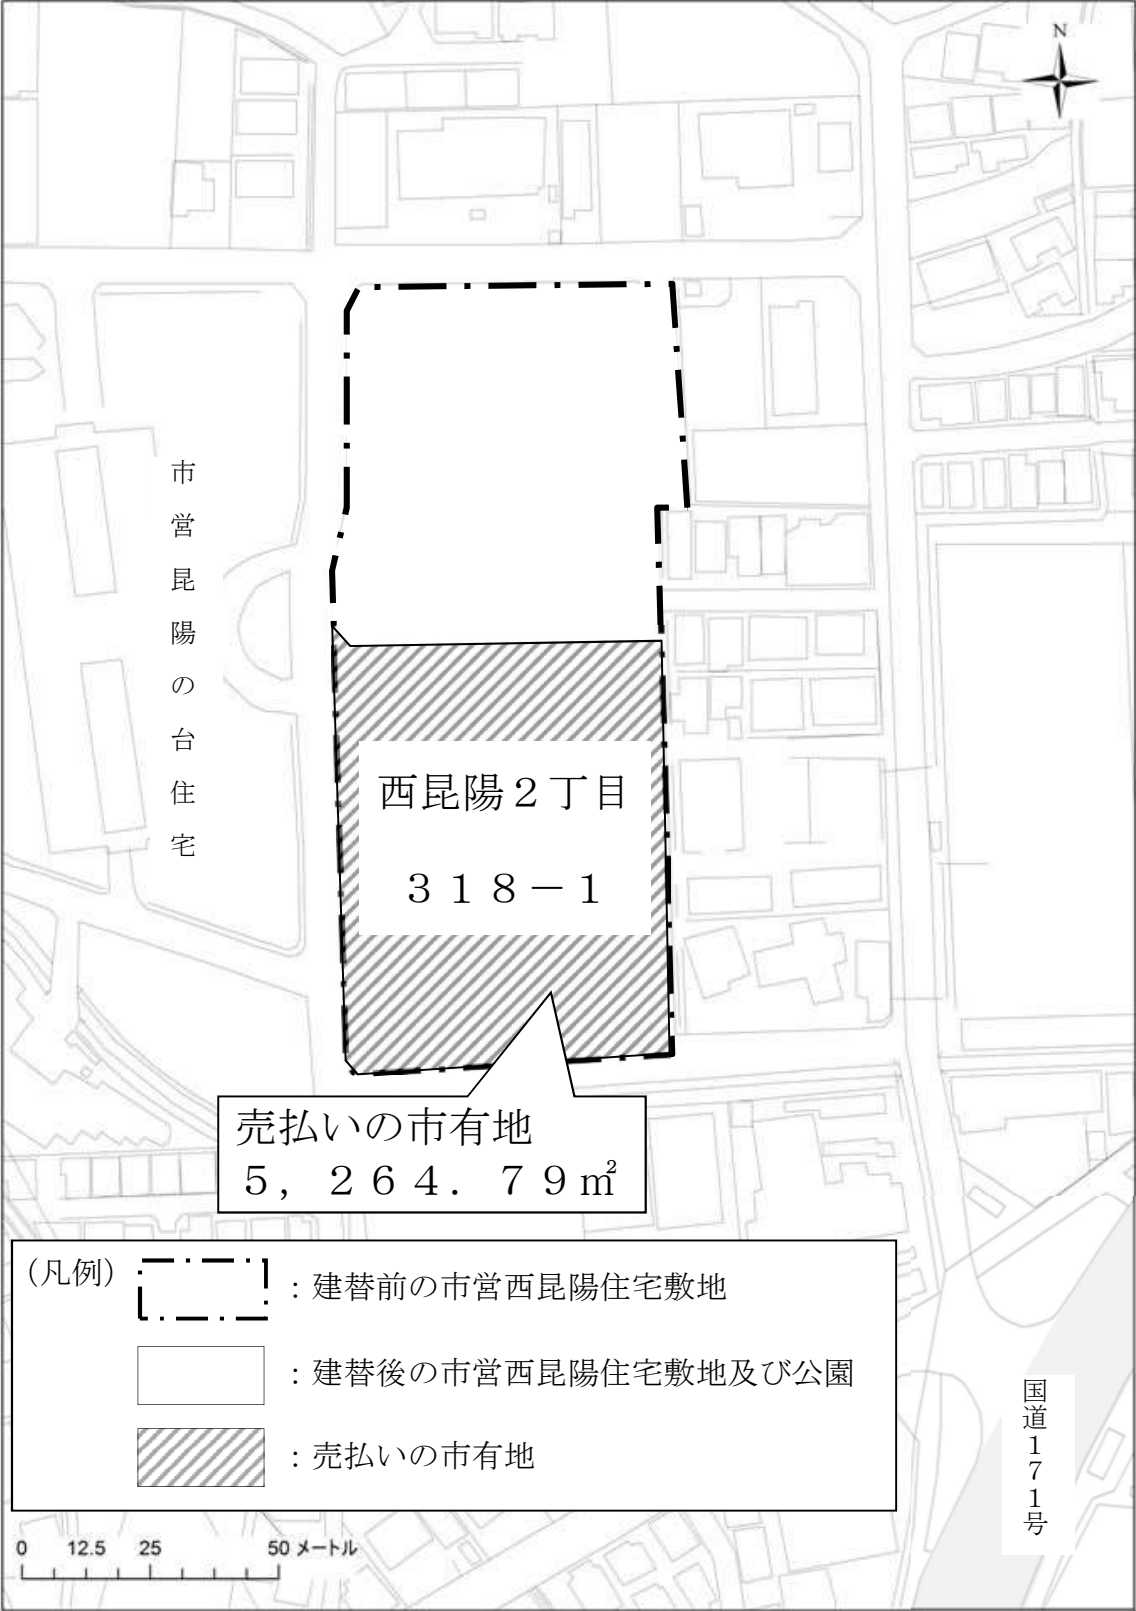 N
市営昆陽の台住宅
西昆陽２丁目
３１８－１
売払いの市有地
５，２６４．７９㎡
（凡例）
：建替前の市営西昆陽住宅敷地
：建替後の市営西昆陽住宅敷地及び公園
：売払いの市有地
国道１７１号
0 12.5 25 50 メートル